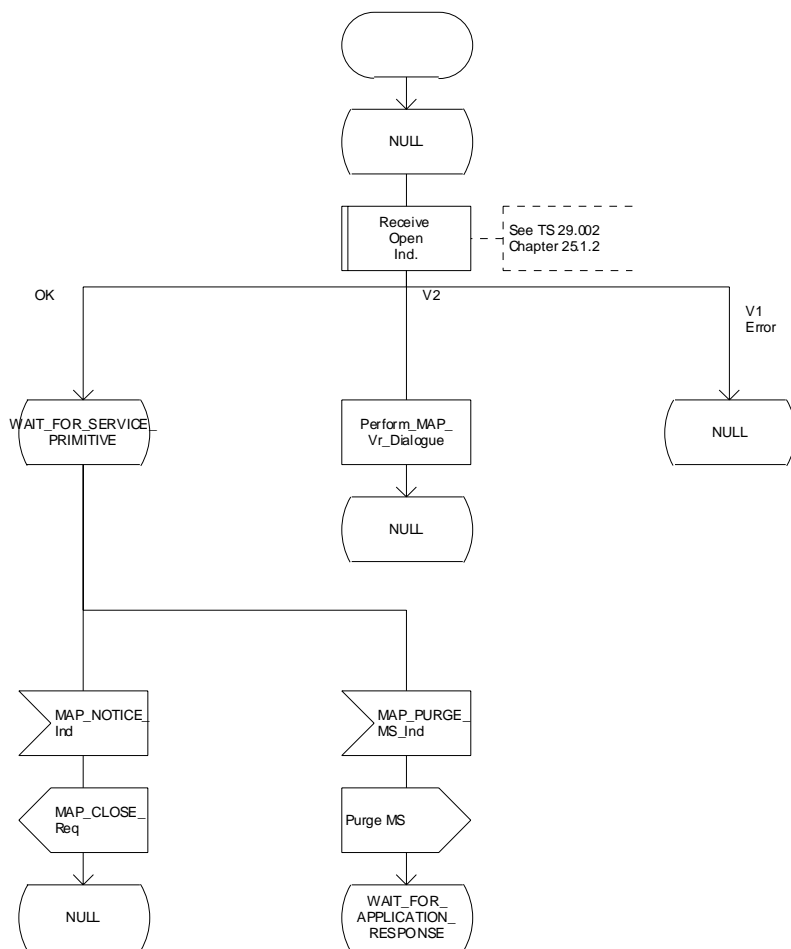 NULL
Receive
Open
Ind.
See TS 29.002
Chapter 25.1.2
OK
V2
V1
Error
WAIT_FOR_SERVICE_
PRIMITIVE
Perform_MAP_
Vr_Dialogue
NULL
NULL
MAP_NOTICE_
Ind
MAP_PURGE_
MS_Ind
MAP_CLOSE_
Req
Purge MS
NULL
WAIT_FOR_
APPLICATION_
RESPONSE